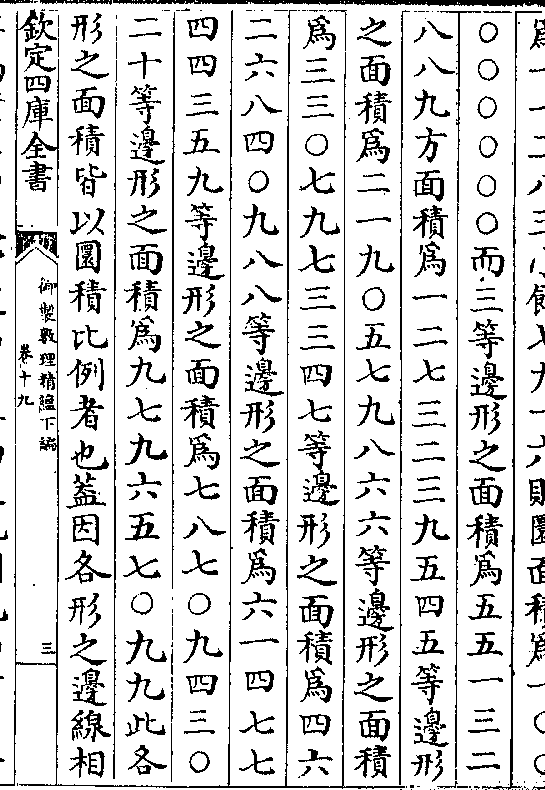 爲一一二八三小餘七九一六則圜面積爲一〇〇
〇〇〇〇〇〇而三等邊形之面積爲五五一三二
八八九方面積爲一二七三二三九五四五等邊形
之面積爲二一九〇五七九八六六等邊形之面積
爲三三〇七九七三三四七等邊形之面積爲四六
二六八四〇九八八等邊形之面積爲六一四七七
四四三五九等邊形之面積爲七八七〇九四三〇
二十等邊形之面積爲九七九六五七〇九九此各
形之面積皆以圜積比例者也蓋因各形之邊線相
欽定四庫全書
御製數理精蘊下編
卷十九
三